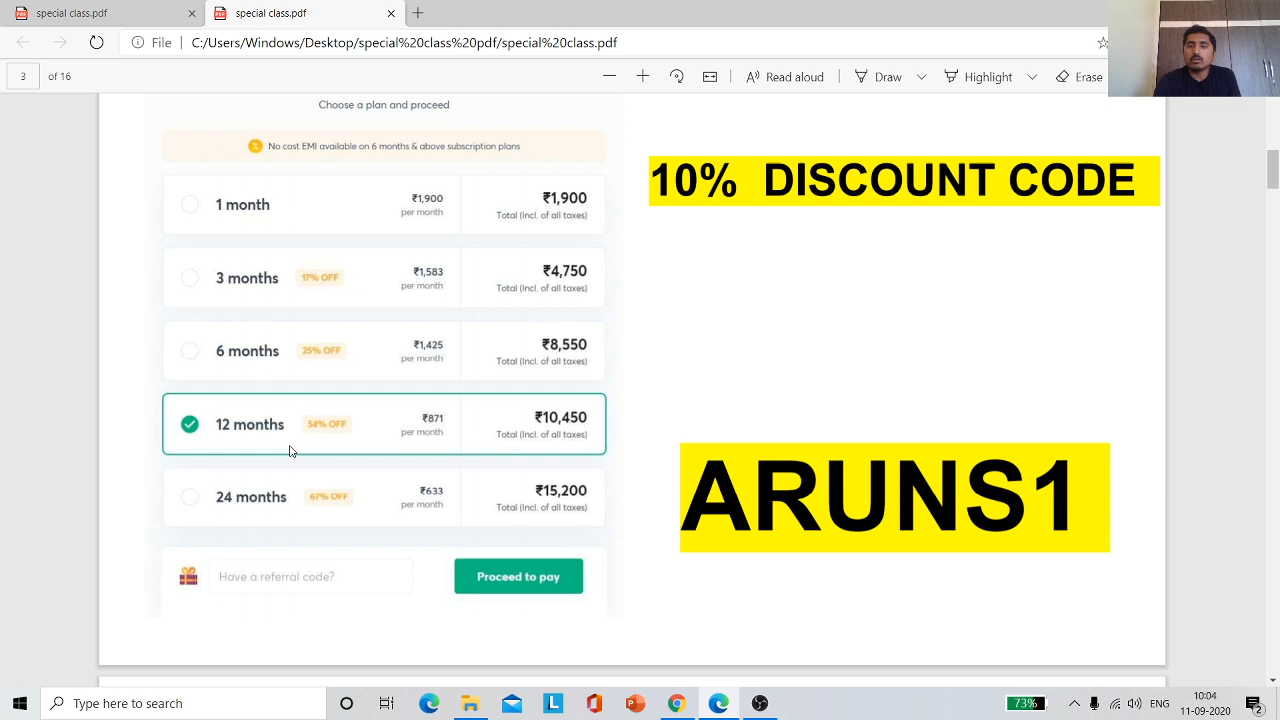 PDF special class.pdf
PDF special class.pdf
File C:/Users/Windows/Desktop/special%20class%20pdf/special%20class.pdf
3 of 16
Read aloud Draw Highlight Erase
Choose a plan and proceed
No cost EMI available on 6 months & above subscription plans
1 month ₹1,900 per month ₹1,900 Total (Incl. of all taxes)
3 months 17% OFF ₹1,583 per month ₹4,750 Total (Incl. of all taxes)
6 months 25% OFF ₹1,425 per month ₹8,550 Total (Incl. of all taxes)
12 months 54% OFF ₹871 per month ₹10,450 Total (Incl. of all taxes)
24 months 67% OFF ₹633 per month ₹15,200 Total (Incl. of all taxes)
Have a referral code? Proceed to pay
10% DISCOUNT CODE
ARUNS1
Type here to search
73% ENG 10:04
11-09-2020 2